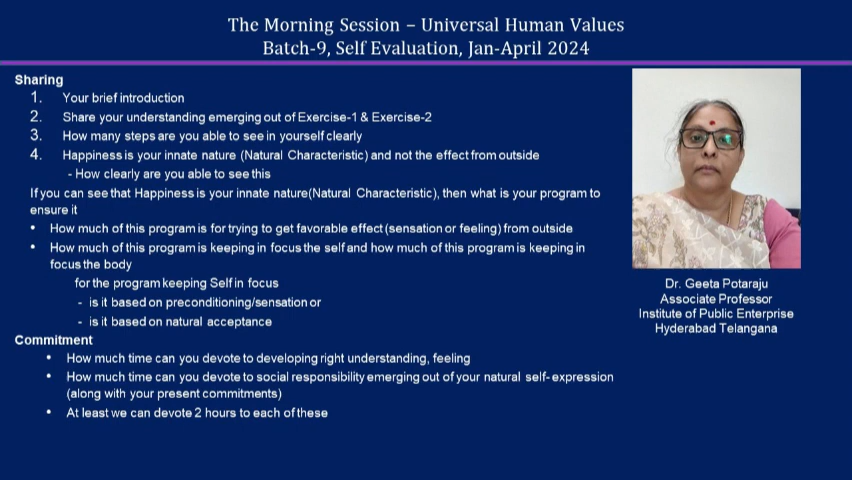 The Morning Session – Universal Human Values
Batch-9, Self Evaluation, Jan-April 2024
Sharing
1. Your brief introduction
2. Share your understanding emerging out of Exercise-1 & Exercise-2
3. How many steps are you able to see in yourself clearly
4. Happiness is your innate nature (Natural Characteristic) and not the effect from outside
- How clearly are you able to see this
If you can see that Happiness is your innate nature(Natural Characteristic), then what is your program to
ensure it
• How much of this program is for trying to get favorable effect (sensation or feeling) from outside
• How much of this program is keeping in focus the self and how much of this program is keeping in
focus the body
for the program keeping Self in focus
- is it based on preconditioning/sensation or
- is it based on natural acceptance
Commitment
• How much time can you devote to developing right understanding, feeling
• How much time can you devote to social responsibility emerging out of your natural self-expression
(along with your present commitments)
• At least we can devote 2 hours to each of these
Dr. Geeta Potaraju
Associate Professor
Institute of Public Enterprise
Hyderabad Telangana